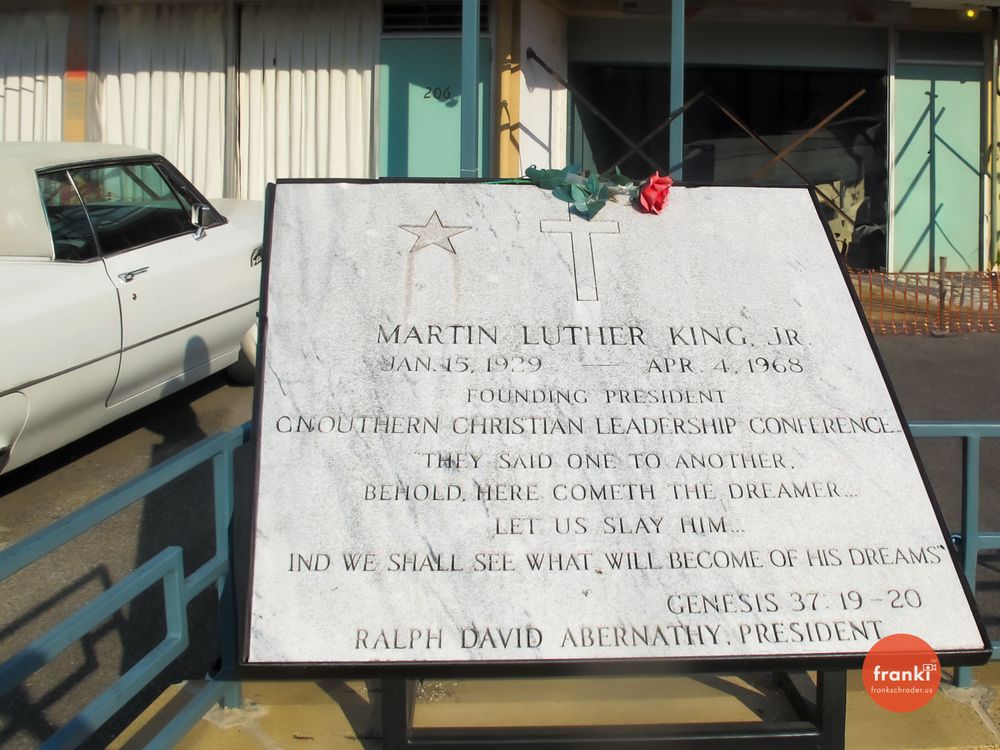 206
MARTIN LUTHER KING, JR.
JAN. 15, 1929 — APR. 4, 1968
FOUNDING PRESIDENT
CNOUTHERN CHRISTIAN LEADERSHIP CONFERENCE
"THEY SAID ONE TO ANOTHER,
BEHOLD, HERE COMETH THE DREAMER...
LET US SLAY HIM...
IND WE SHALL SEE WHAT WILL BECOME OF HIS DREAMS"
GENESIS 37: 19-20
RALPH DAVID ABERNATHY, PRESIDENT
franki
frankschrader.us